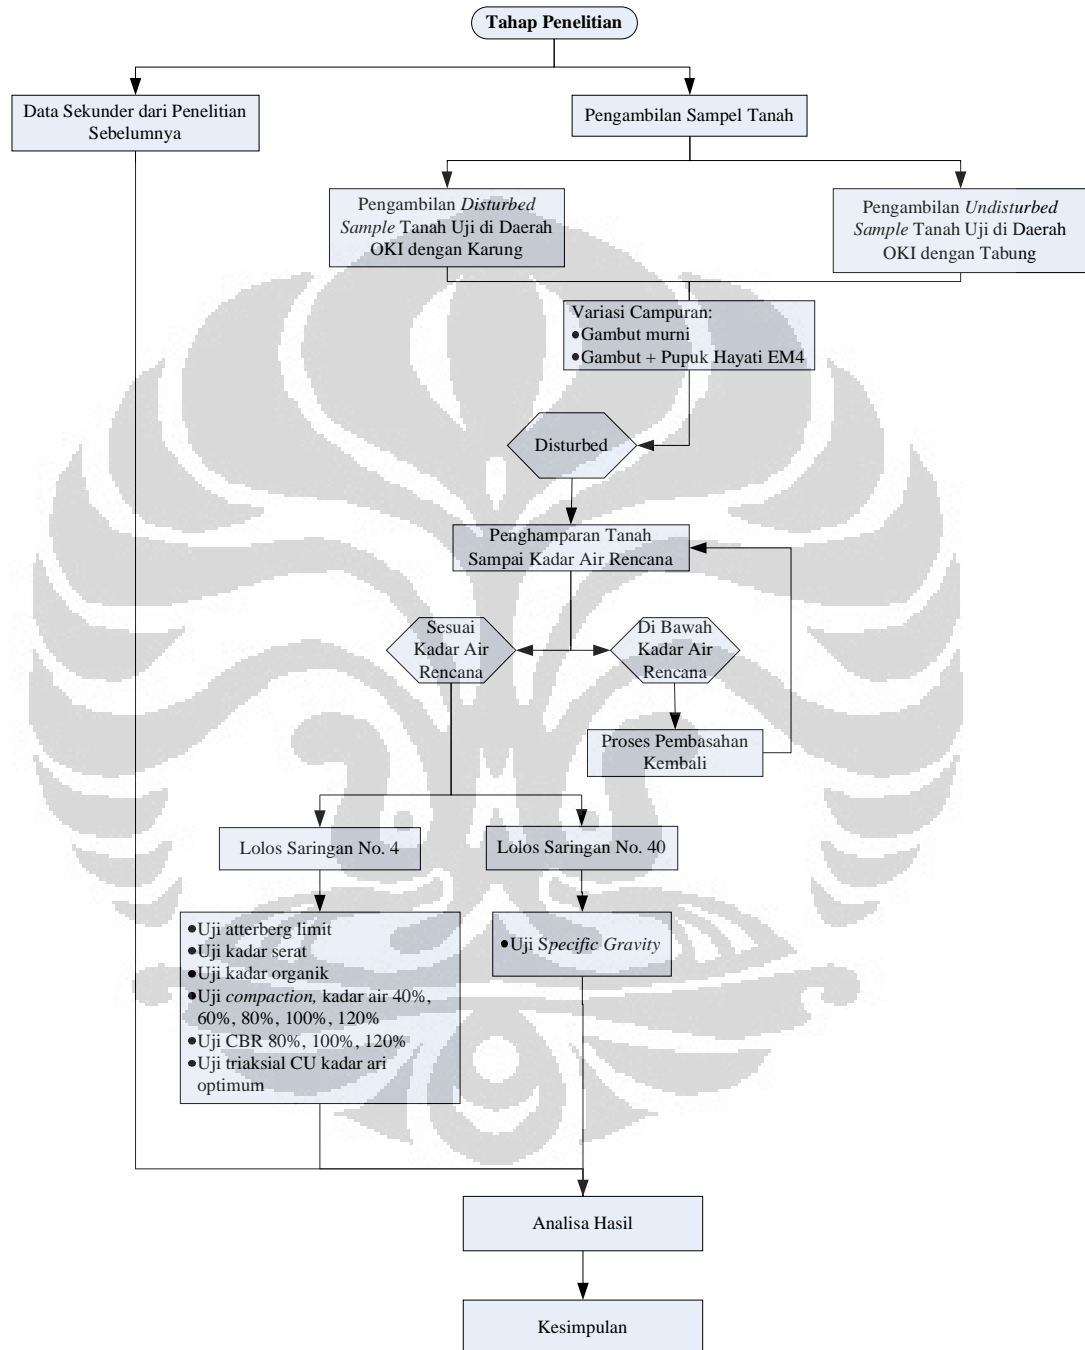 Tahap Penelitian
Data Sekunder dari Penelitian
Sebelumnya
Pengambilan Sampel Tanah
Pengambilan Disturbed
Sample Tanah Uji di Daerah
OKI dengan Karung
Pengambilan Undisturbed
Sample Tanah Uji di Daerah
OKI dengan Tabung
Variasi Campuran:
●Gambut murni
●Gambut + Pupuk Hayati EM4
Disturbed
Penghamparan Tanah
Sampai Kadar Air Rencana
Sesuai
Kadar Air
Rencana
Di Bawah
Kadar Air
Rencana
Proses Pembasahan
Kembali
Lolos Saringan No. 4
Lolos Saringan No. 40
●Uji atterberg limit
●Uji kadar serat
●Uji kadar organik
●Uji compaction, kadar air 40%,
60%, 80%, 100%, 120%
●Uji CBR 80%, 100%, 120%
●Uji triaksial CU kadar ari
optimum
●Uji Specific Gravity
Analisa Hasil
Kesimpulan